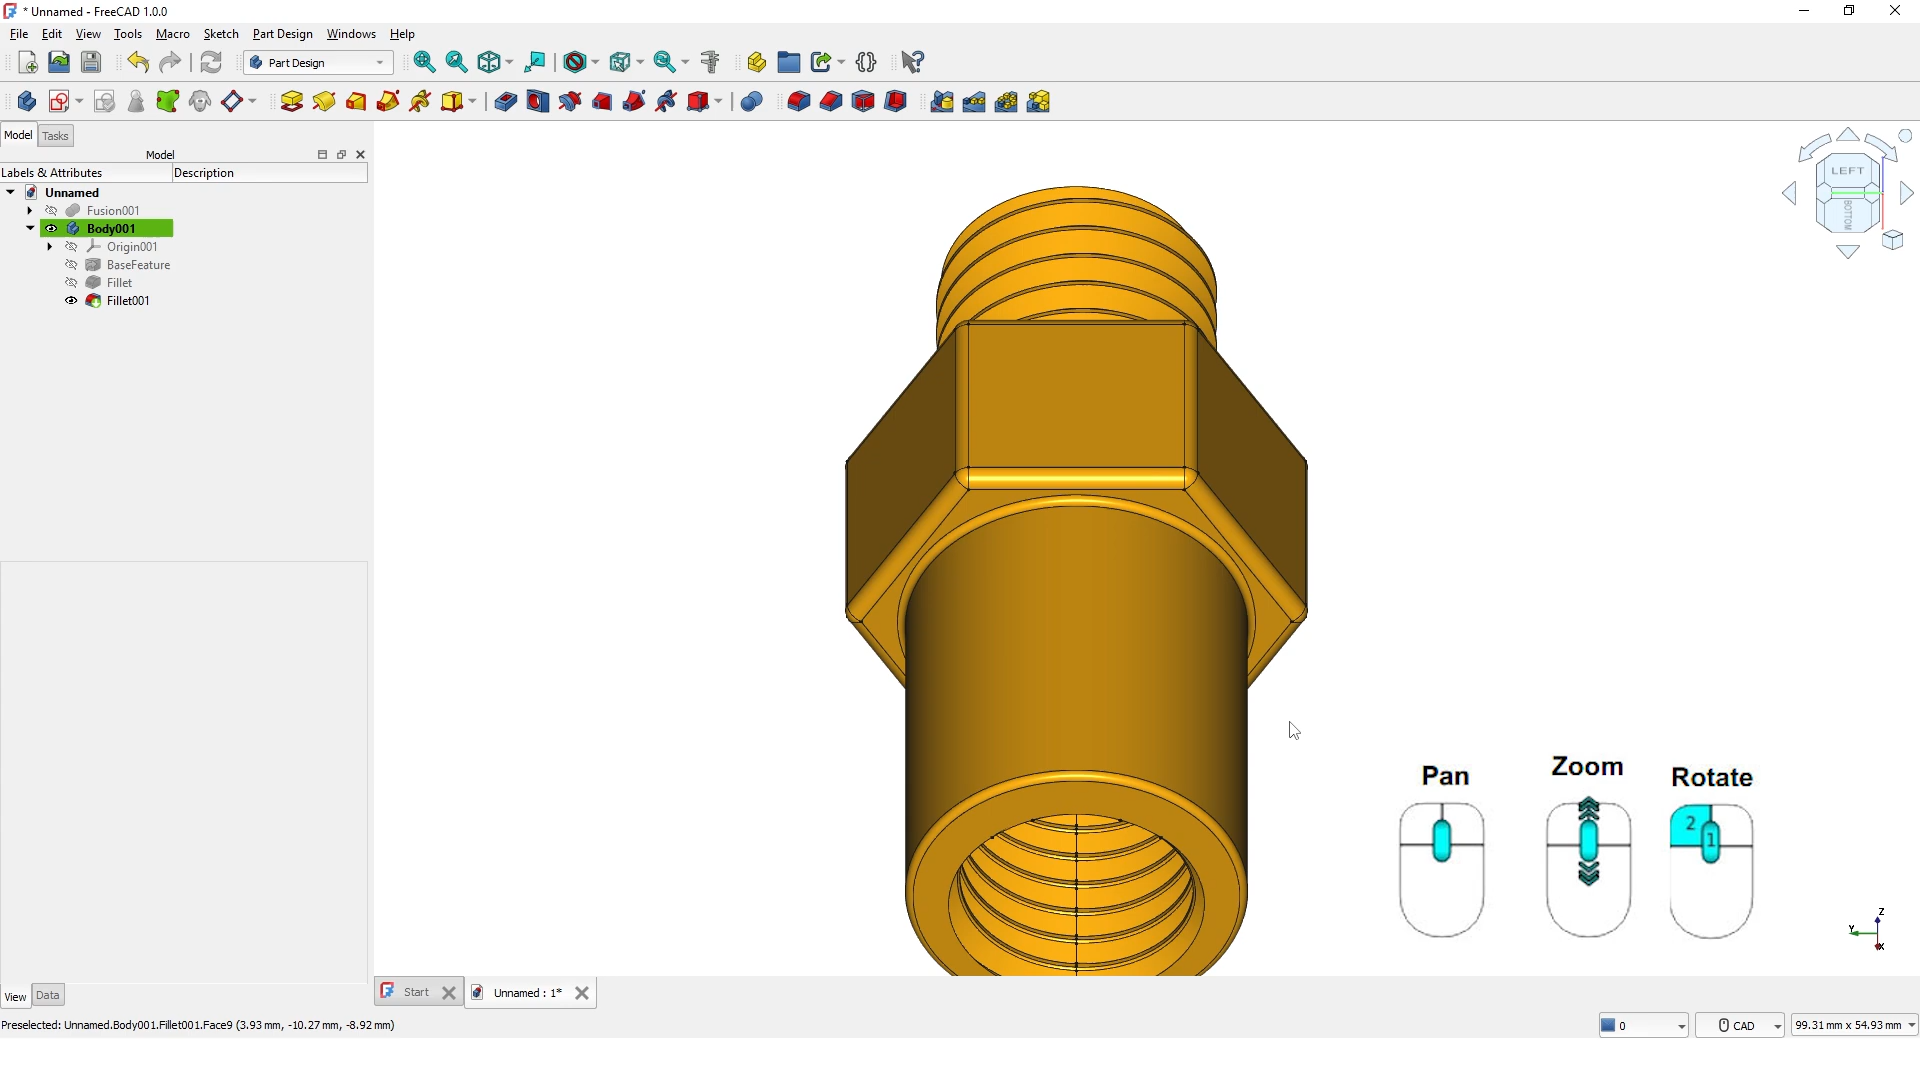 * Unnamed - FreeCAD 1.0.0
File Edit View Tools Macro Sketch Part Design Windows Help
Part Design
Model Tasks
Model
Labels & Attributes Description
Unnamed
Fusion001
Body001
Origin001
BaseFeature
Fillet
Fillet001
LEFT
BOTTOM
Pan Zoom Rotate
2 1
Z
Y
X
View Data
Start Unnamed : 1*
Preselected: Unnamed.Body001.Fillet001.Face9 (3.93 mm, -10.27 mm, -8.92 mm)
0 CAD 99.31 mm x 54.93 mm